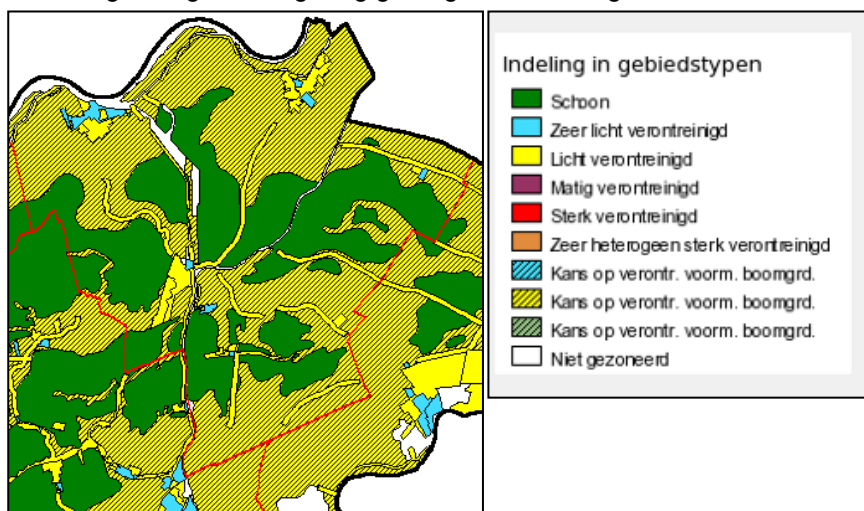 Indeling in gebiedstypen
Schoon
Zeer licht verontreinigd
Licht verontreinigd
Matig verontreinigd
Sterk verontreinigd
Zeer heterogeen sterk verontreinigd
Kans op verontr. voorm. boomgrd.
Kans op verontr. voorm. boomgrd.
Kans op verontr. voorm. boomgrd.
Niet gezoneerd